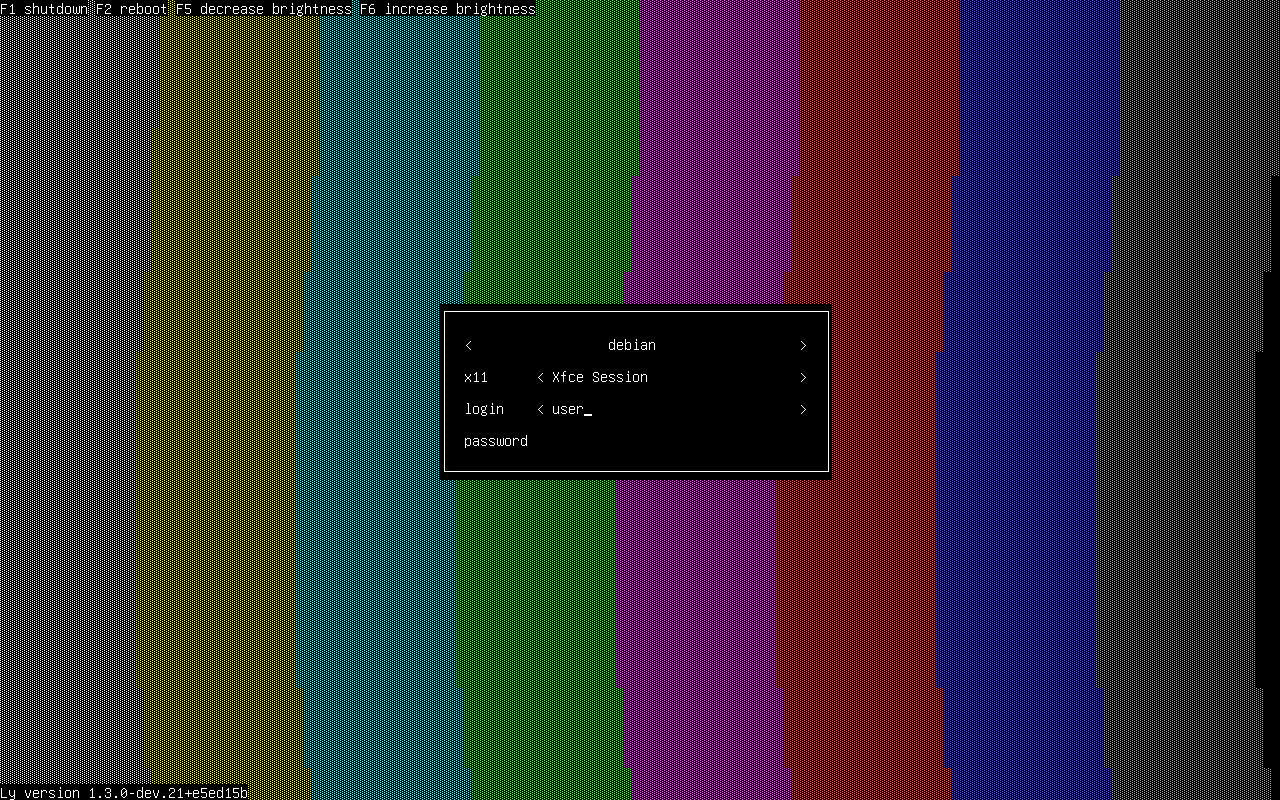 F1 shutdown F2 reboot F5 decrease brightness F6 increase brightness
< debian >
x11 < Xfce Session >
login < user_ >
password
Ly version 1.3.0-dev.21+e5ed15b